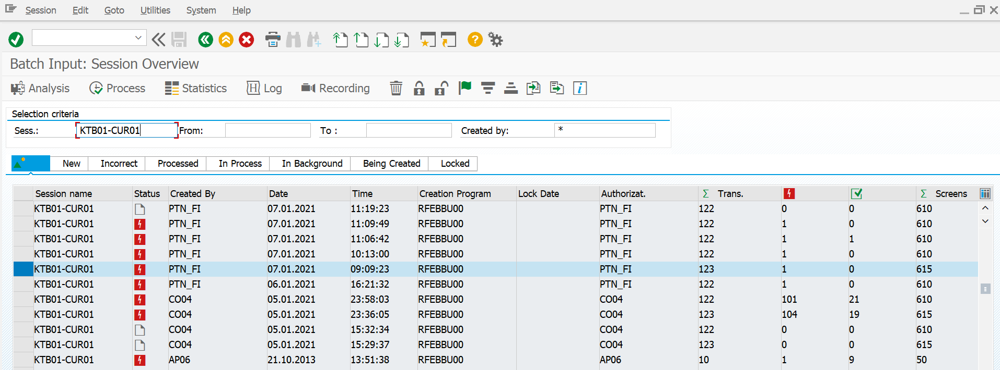 Session Edit Goto Utilities System Help
Batch Input: Session Overview
Analysis Process Statistics Log Recording
Selection criteria
Sess.: KTB01-CUR01 From: To : Created by: *
New Incorrect Processed In Process In Background Being Created Locked
Session name Status Created By Date Time Creation Program Lock Date Authorizat. Σ Trans. Σ Screens
KTB01-CUR01 PTN_FI 07.01.2021 11:19:23 RFEBBU00 PTN_FI 122 0 0 610
KTB01-CUR01 PTN_FI 07.01.2021 11:09:49 RFEBBU00 PTN_FI 122 1 0 610
KTB01-CUR01 PTN_FI 07.01.2021 11:06:42 RFEBBU00 PTN_FI 122 1 1 610
KTB01-CUR01 PTN_FI 07.01.2021 10:13:00 RFEBBU00 PTN_FI 122 1 0 610
KTB01-CUR01 PTN_FI 07.01.2021 09:09:23 RFEBBU00 PTN_FI 123 1 0 615
KTB01-CUR01 PTN_FI 06.01.2021 16:21:32 RFEBBU00 PTN_FI 122 1 0 610
KTB01-CUR01 CO04 05.01.2021 23:58:03 RFEBBU00 CO04 122 101 21 610
KTB01-CUR01 CO04 05.01.2021 23:36:05 RFEBBU00 CO04 123 104 19 615
KTB01-CUR01 CO04 05.01.2021 15:32:34 RFEBBU00 CO04 122 0 0 610
KTB01-CUR01 CO04 05.01.2021 15:29:37 RFEBBU00 CO04 123 0 0 615
KTB01-CUR01 AP06 21.10.2013 13:51:38 RFEBBU00 AP06 10 1 9 50